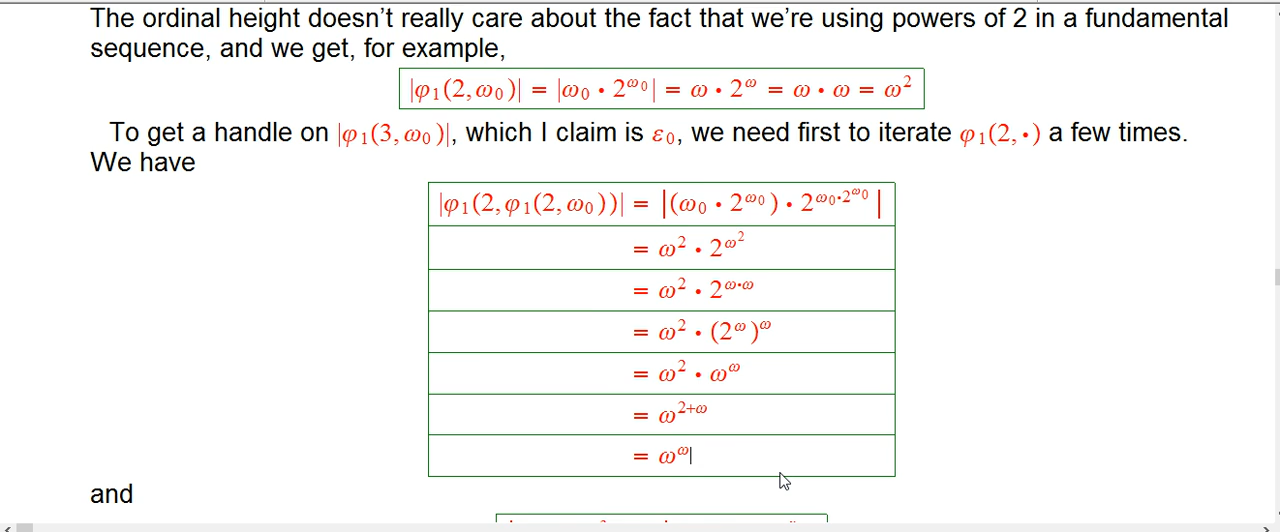 The ordinal height doesn’t really care about the fact that we’re using powers of 2 in a fundamental
sequence, and we get, for example,
|φ₁(2, ω₀)| = |ω₀ · 2^ω₀| = ω · 2^ω = ω · ω = ω²
To get a handle on |φ₁(3, ω₀)|, which I claim is ε₀, we need first to iterate φ₁(2, ·) a few times.
We have
|φ₁(2, φ₁(2, ω₀))| = |(ω₀ · 2^ω₀) · 2^(ω₀·2^ω₀)|
= ω² · 2^ω²
= ω² · 2^ω·ω
= ω² · (2^ω)^ω
= ω² · ω^ω
= ω^2+ω
= ω^ω
and